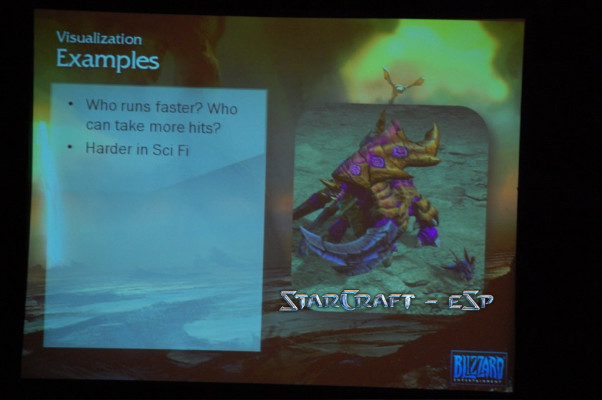 Visualization
Examples
• Who runs faster? Who
can take more hits?
• Harder in Sci Fi
StarCraft - eSp
BLIZZARD
ENTERTAINMENT